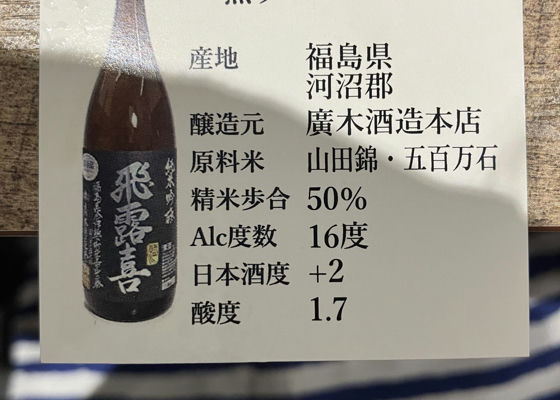 産地 福島県
河沼郡
醸造元 廣木酒造本店
原料米 山田錦・五百万石
精米歩合 50%
Alc度数 16度
日本酒度 +2
酸度 1.7
純米吟醸
飛露喜